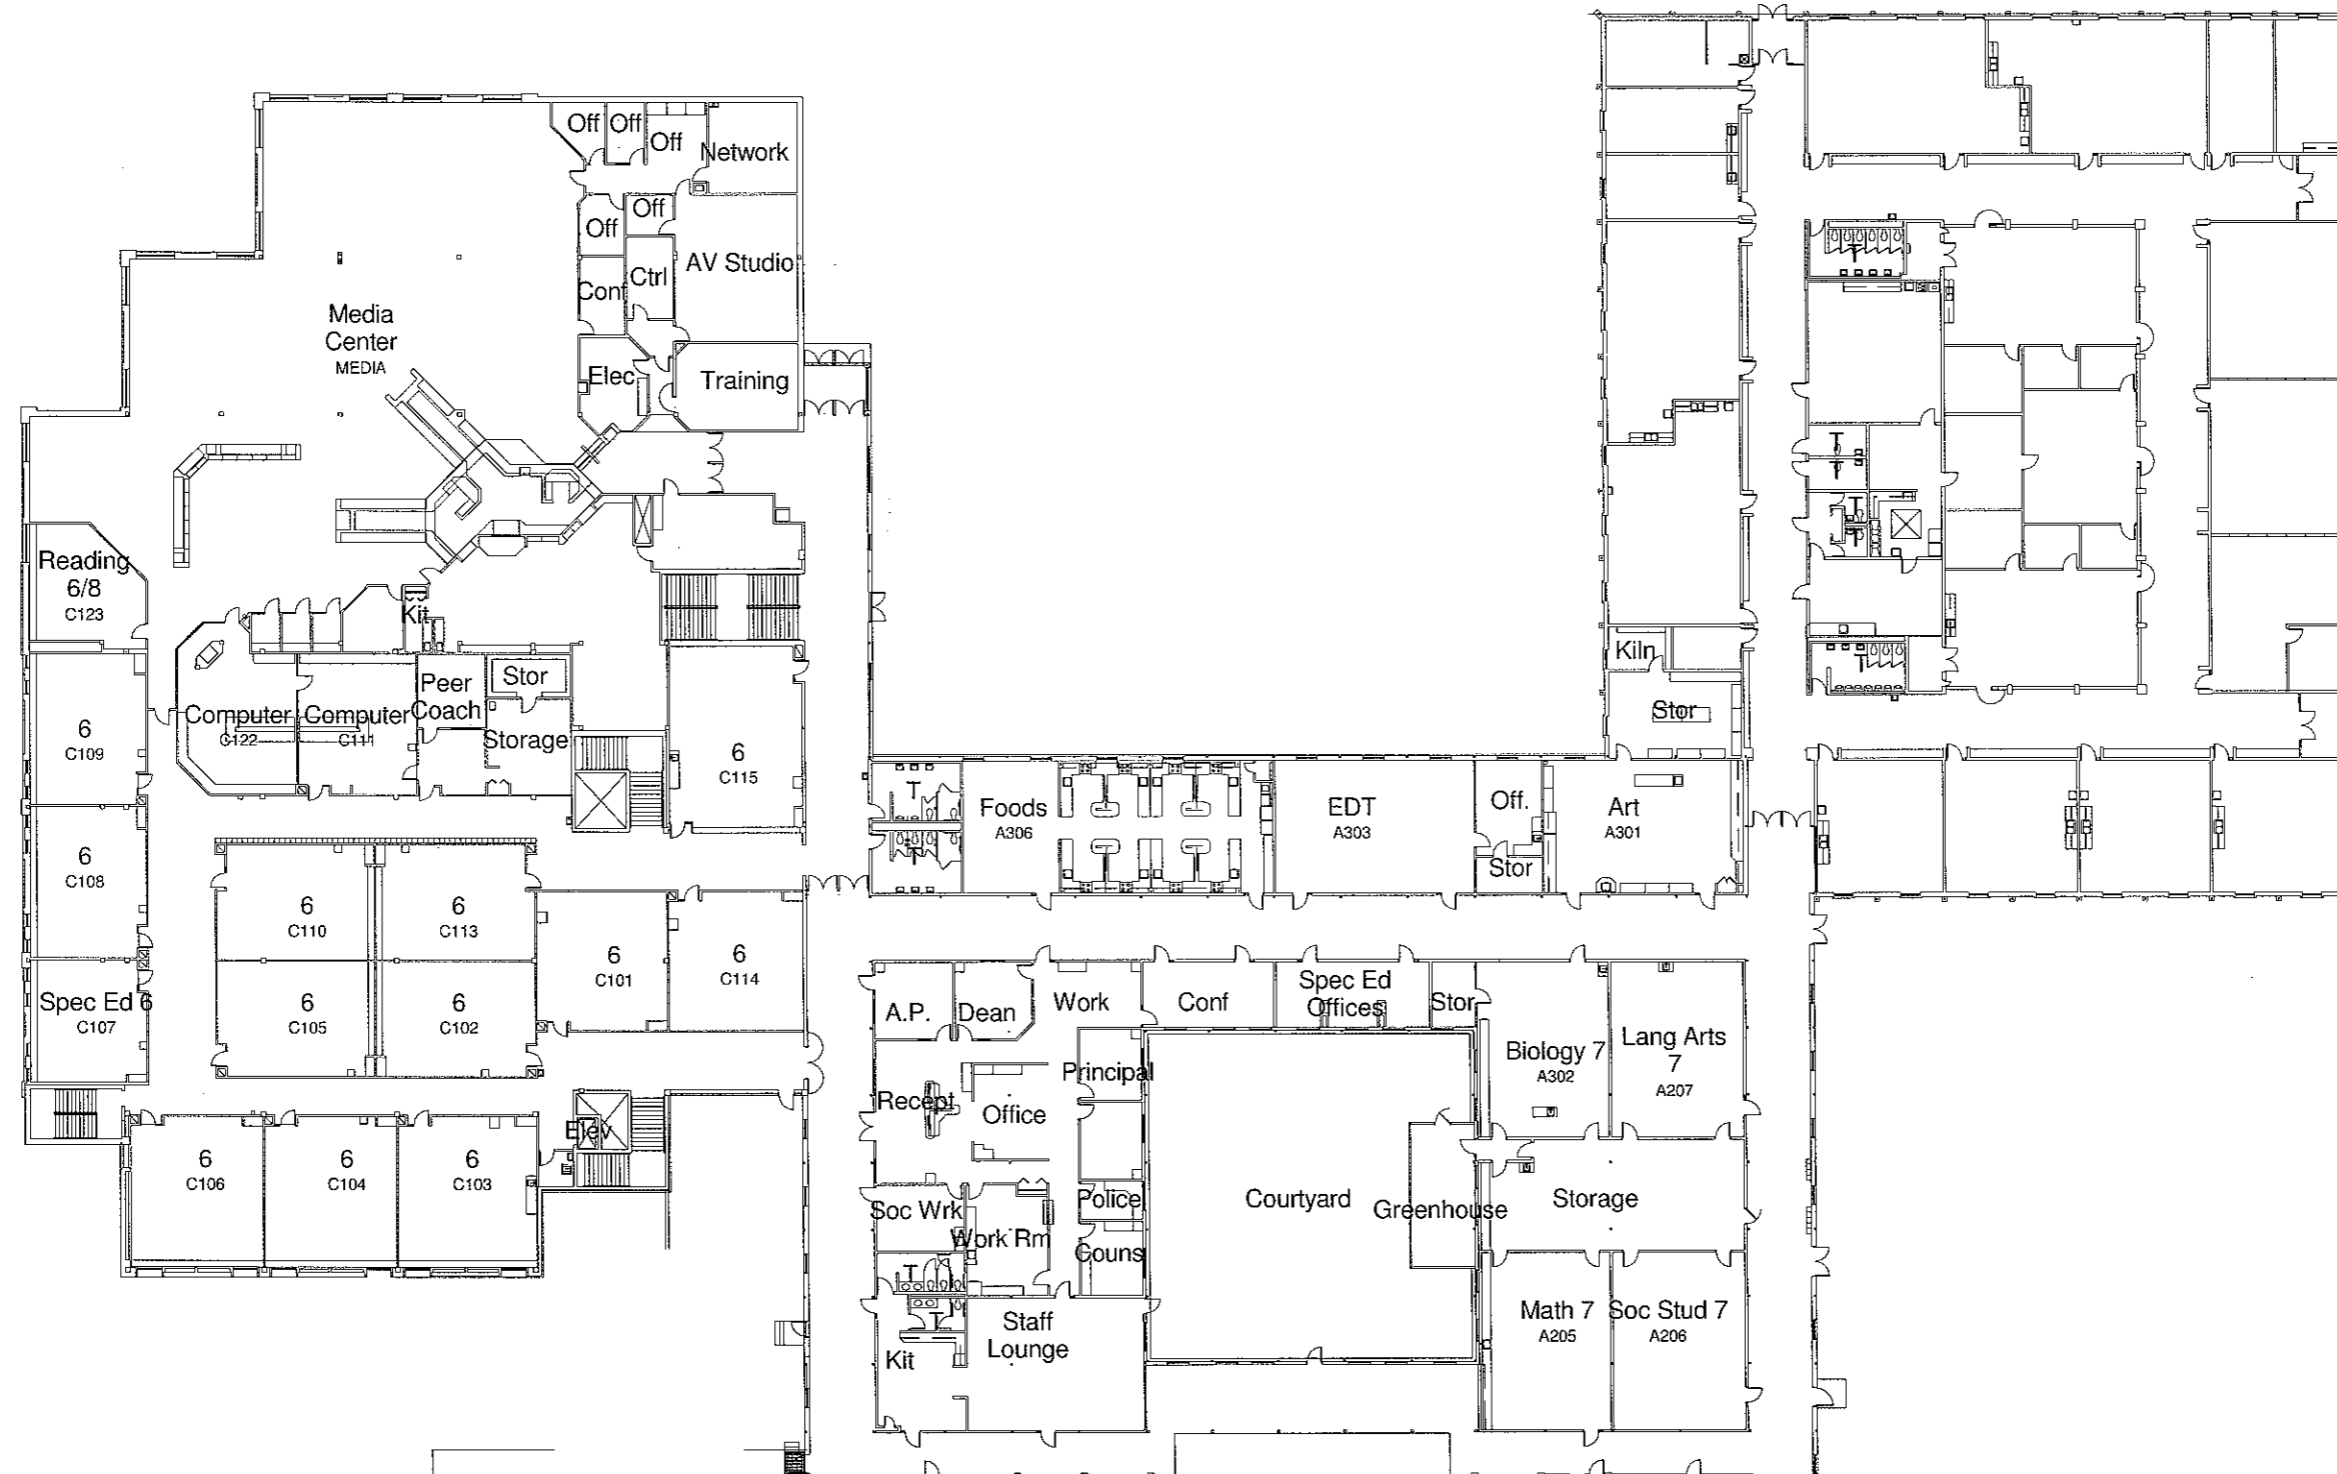 Off
Off
Off
Network
Off
Off
AV Studio
Conf
Ctrl
Media
Center
MEDIA
Elec
Training
Reading
6/8
C123
Kit
Peer
Coach
Stor
Computer
C122
Computer
C111
Storage
6
C109
6
C115
6
C108
6
C110
6
C113
6
C101
6
C114
Spec Ed 6
C107
6
C105
6
C102
Elev
6
C106
6
C104
6
C103
Kiln
Stor
Foods
A306
EDT
A303
Off.
Stor
Art
A301
A.P.
Dean
Work
Conf
Spec Ed
Offices
Stor
Biology 7
A302
Lang Arts
7
A207
Principal
Recept
Office
Police
Soc Wrk
Work Rm
Couns
Courtyard
Greenhouse
Storage
Staff
Lounge
Kit
Math 7
A205
Soc Stud 7
A206